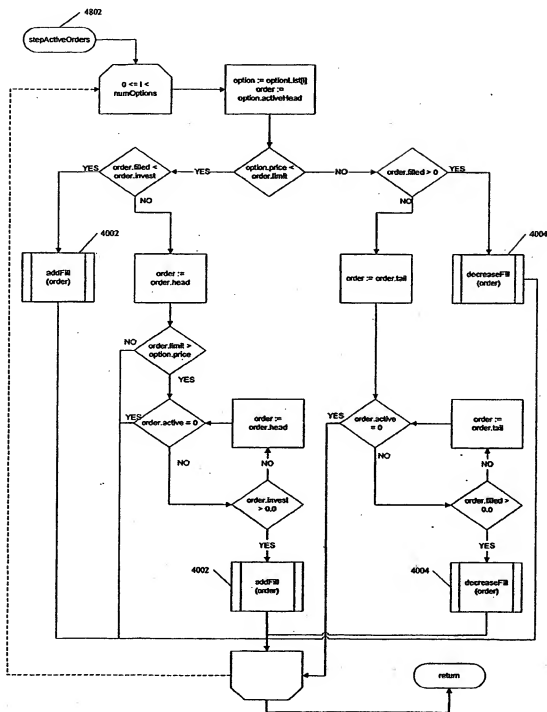 4802
stepActiveOrders
0 <= I <
numOptions
option := optionList[i]
order :=
option.activeHead
order.filled <
order.invest
option.price <
order.limit
order.filled > 0
YES
YES
NO
YES
NO
NO
4002
4004
addFill
(order)
order :=
order.head
order := order.tail
decreaseFill
(order)
NO
order.limit >
option.price
YES
YES
order.active = 0
order :=
order.head
YES
order.active
= 0
order :=
order.tail
NO
NO
NO
NO
order.invest
> 0.0
order.filled >
0.0
YES
YES
4002
addFill
(order)
4004
decreaseFill
(order)
return